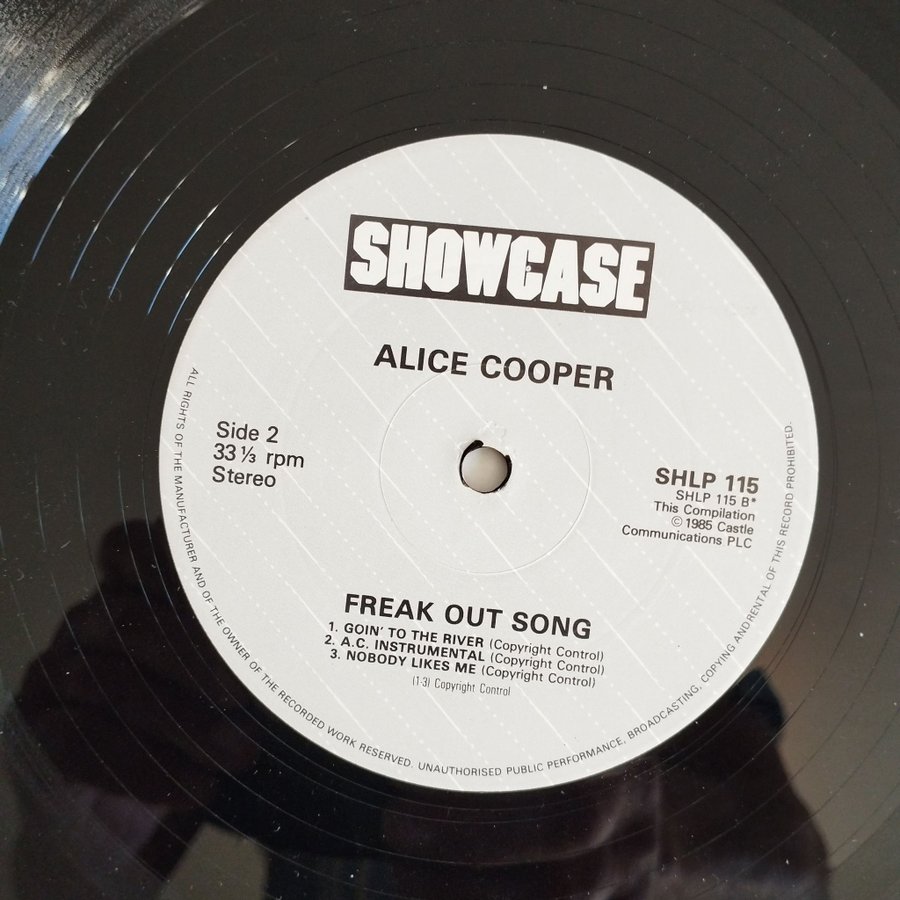 SHOWCASE
ALICE COOPER
Side 2
33 ⅓ rpm
Stereo
SHLP 115
SHLP 115 B*
This Compilation
© 1985 Castle
Communications PLC
FREAK OUT SONG
1. GOIN' TO THE RIVER (Copyright Control)
2. A.C. INSTRUMENTAL (Copyright Control)
3. NOBODY LIKES ME (Copyright Control)
(1-3) Copyright Control
ALL RIGHTS OF THE MANUFACTURER AND OF THE OWNER OF THE RECORDED WORK RESERVED. UNAUTHORISED PUBLIC PERFORMANCE, BROADCASTING, COPYING ANDRENTAL OF THIS RECORD PROHIBITED.